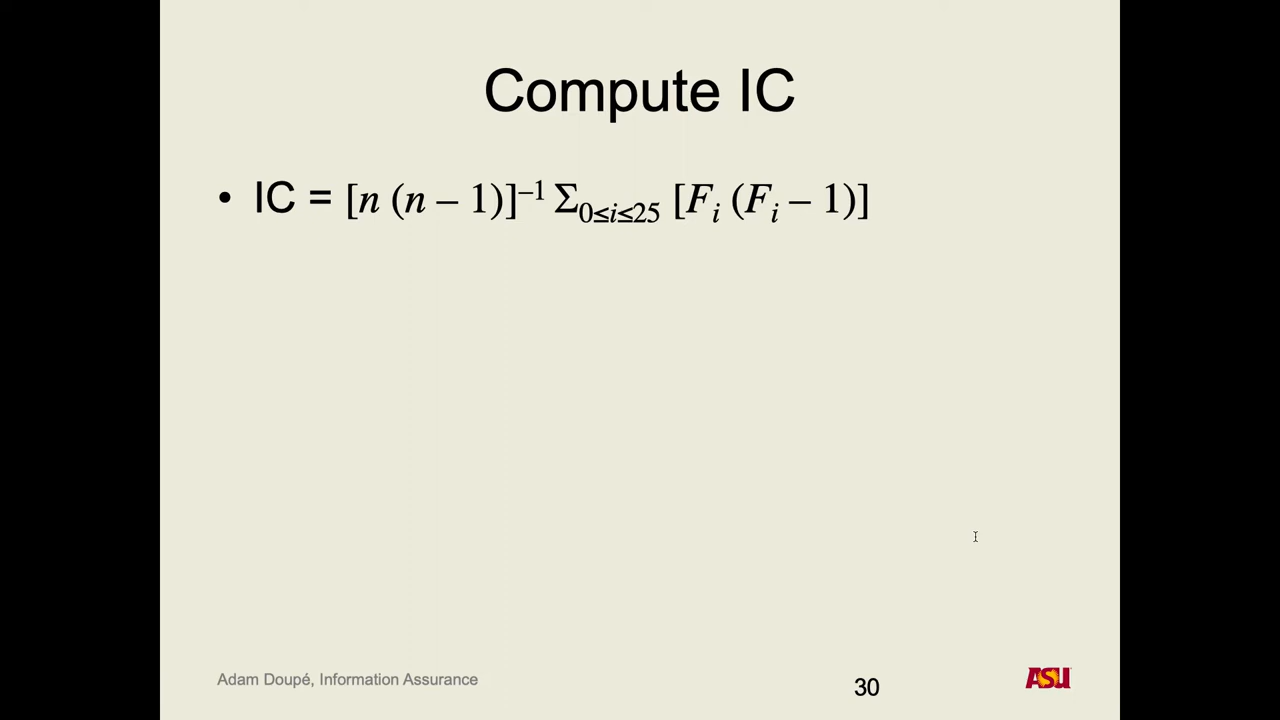 Compute IC
• IC = [n (n – 1)]⁻¹ Σ₀≤i≤₂₅ [Fᵢ (Fᵢ – 1)]
Adam Doupé, Information Assurance
30
ASU